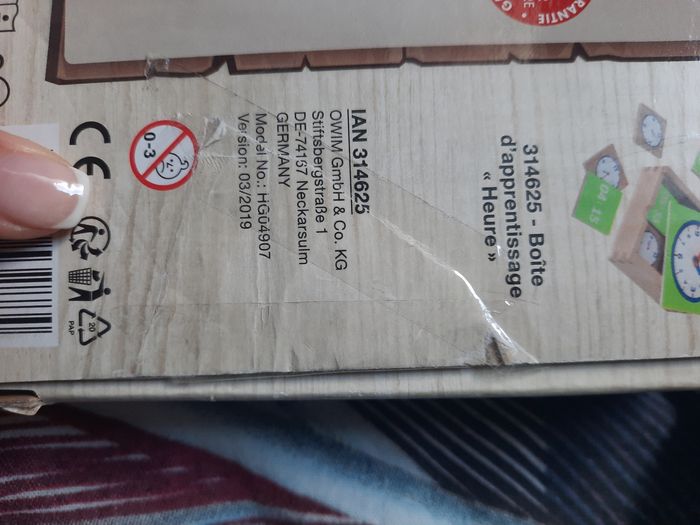 314625 - Boîte
d'apprentissage
« Heure »
IAN 314625
OWIM GmbH & Co. KG
Stiftsbergstraße 1
DE-74167 Neckarsulm
GERMANY
Model No.: HG04907
Version: 03/2019
0-3
CE
20
PAP